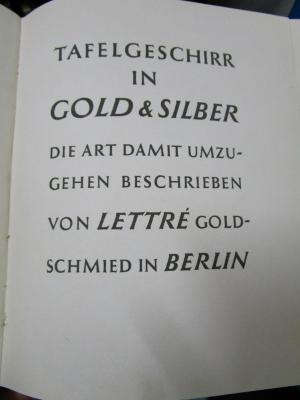 TAFELGESCHIRR
IN
GOLD & SILBER
DIE ART DAMIT UMZU-
GEHEN BESCHRIEBEN
VON LETTRÉ GOLD-
SCHMIED IN BERLIN